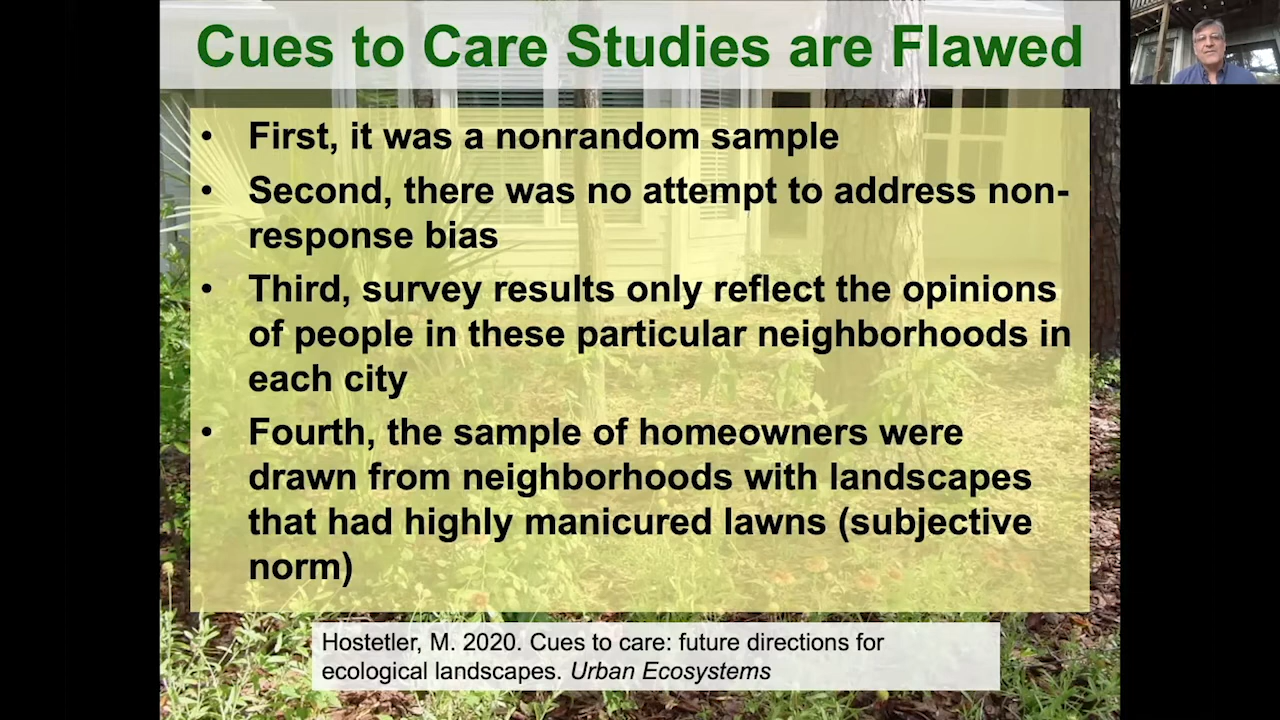 Cues to Care Studies are Flawed
• First, it was a nonrandom sample
• Second, there was no attempt to address non-
response bias
• Third, survey results only reflect the opinions
of people in these particular neighborhoods in
each city
• Fourth, the sample of homeowners were
drawn from neighborhoods with landscapes
that had highly manicured lawns (subjective
norm)
Hostetler, M. 2020. Cues to care: future directions for
ecological landscapes. Urban Ecosystems